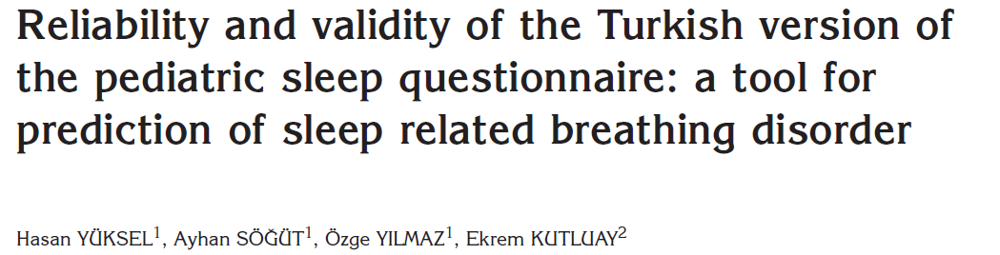 Reliability and validity of the Turkish version of
the pediatric sleep questionnaire: a tool for
prediction of sleep related breathing disorder
Hasan YÜKSEL¹, Ayhan SÖĞÜT¹, Özge YILMAZ¹, Ekrem KUTLUAY²